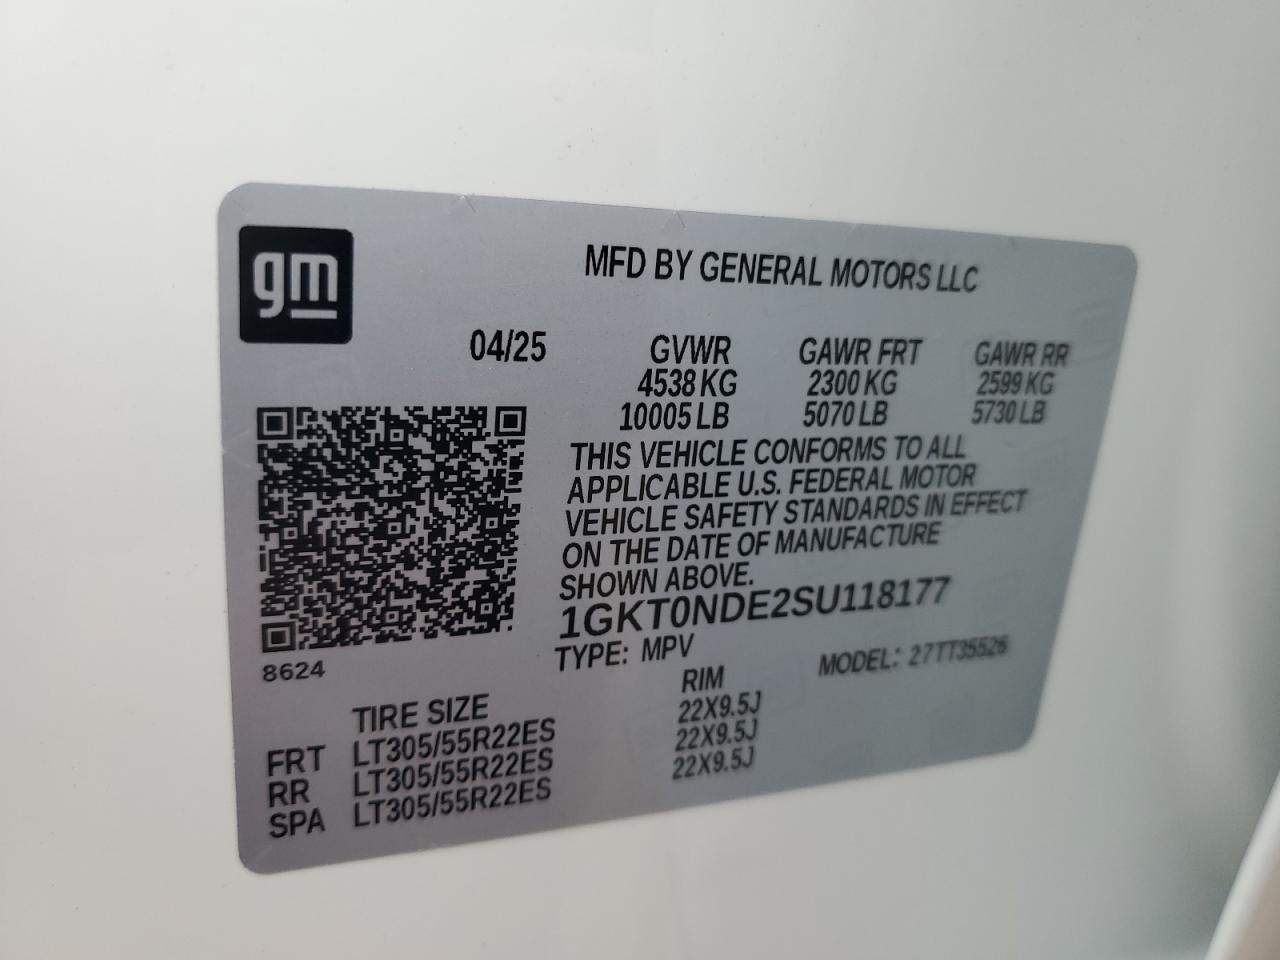 gm
MFD BY GENERAL MOTORS LLC
04/25 GVWR GAWR FRT GAWR RR
4538 KG 2300 KG 2599 KG
10005 LB 5070 LB 5730 LB
THIS VEHICLE CONFORMS TO ALL
APPLICABLE U.S. FEDERAL MOTOR
VEHICLE SAFETY STANDARDS IN EFFECT
ON THE DATE OF MANUFACTURE
SHOWN ABOVE.
1GKT0NDE2SU118177
TYPE: MPV MODEL: 27TT35526
8624
TIRE SIZE RIM
FRT LT305/55R22ES 22X9.5J
RR LT305/55R22ES 22X9.5J
SPA LT305/55R22ES 22X9.5J